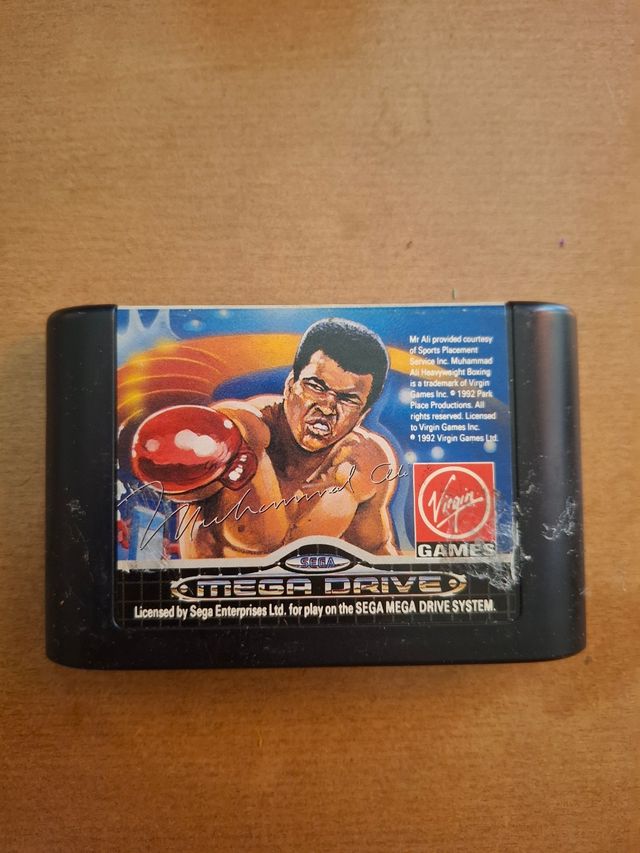 Mr Ali provided courtesy
of Sports Placement
Service Inc. Muhammad
Ali Heavyweight Boxing
is a trademark of Virgin
Games Inc. © 1992 Park
Place Productions. All
rights reserved. Licensed
to Virgin Games Inc.
© 1992 Virgin Games Ltd.
Muhammad Ali
Virgin
GAMES
SEGA
MEGA DRIVE
Licensed by Sega Enterprises Ltd. for play on the SEGA MEGA DRIVE SYSTEM.